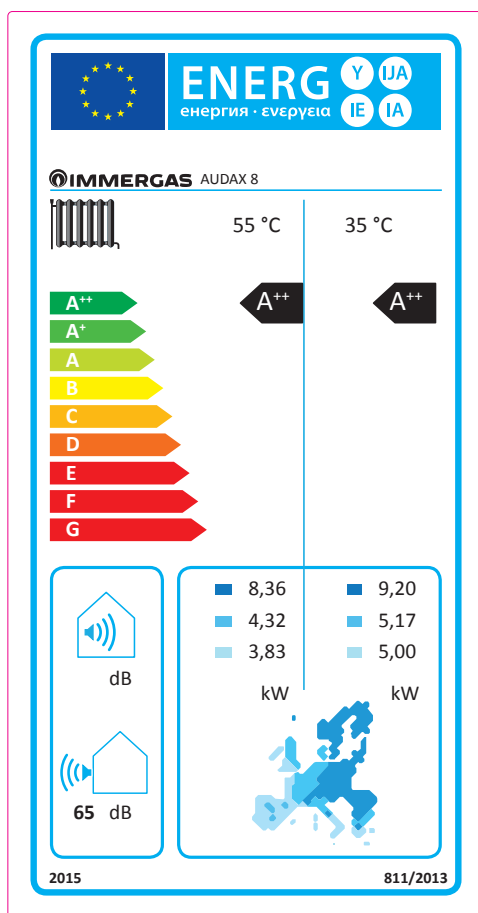 ENERG Y IJA
енергия · ενεργεια IE IA
IMMERGAS AUDAX 8
55 °C 35 °C
A++ A++ A++
A+
A
B
C
D
E
F
G
8,36 9,20
4,32 5,17
3,83 5,00
kW kW
dB
65 dB
2015 811/2013